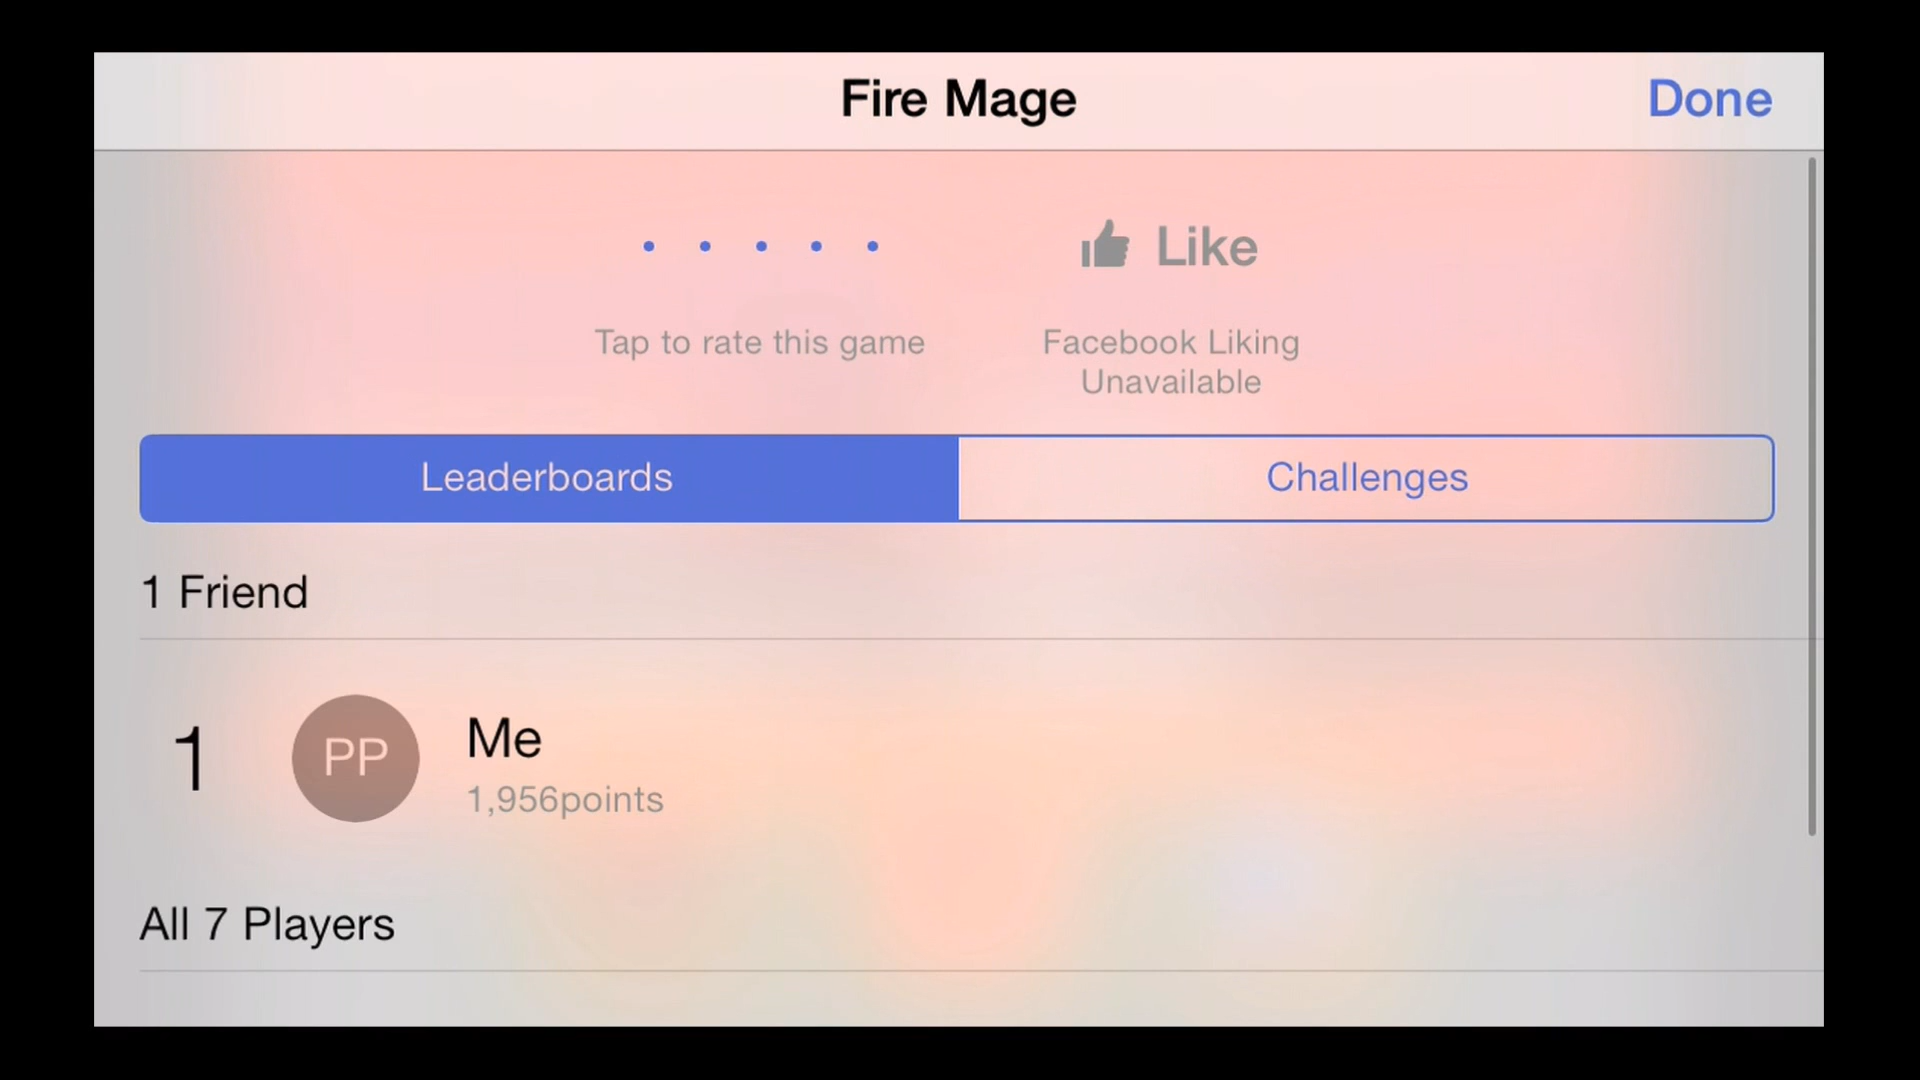 Fire Mage
Done
Like
Tap to rate this game
Facebook Liking
Unavailable
Leaderboards
Challenges
1 Friend
1
PP
Me
1,956points
All 7 Players